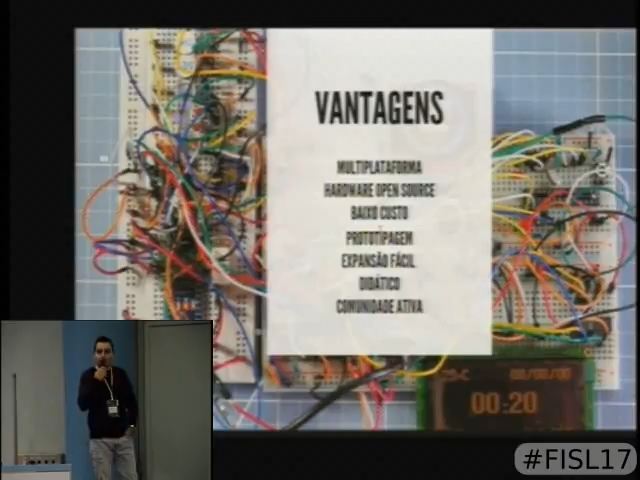 VANTAGENS
MULTIPLATAFORMA
HARDWARE OPEN SOURCE
BAIXO CUSTO
PROTOTIPAGEM
EXPANSÃO FÁCIL
DIDÁTICO
COMUNIDADE ATIVA
00:20
#FISL17